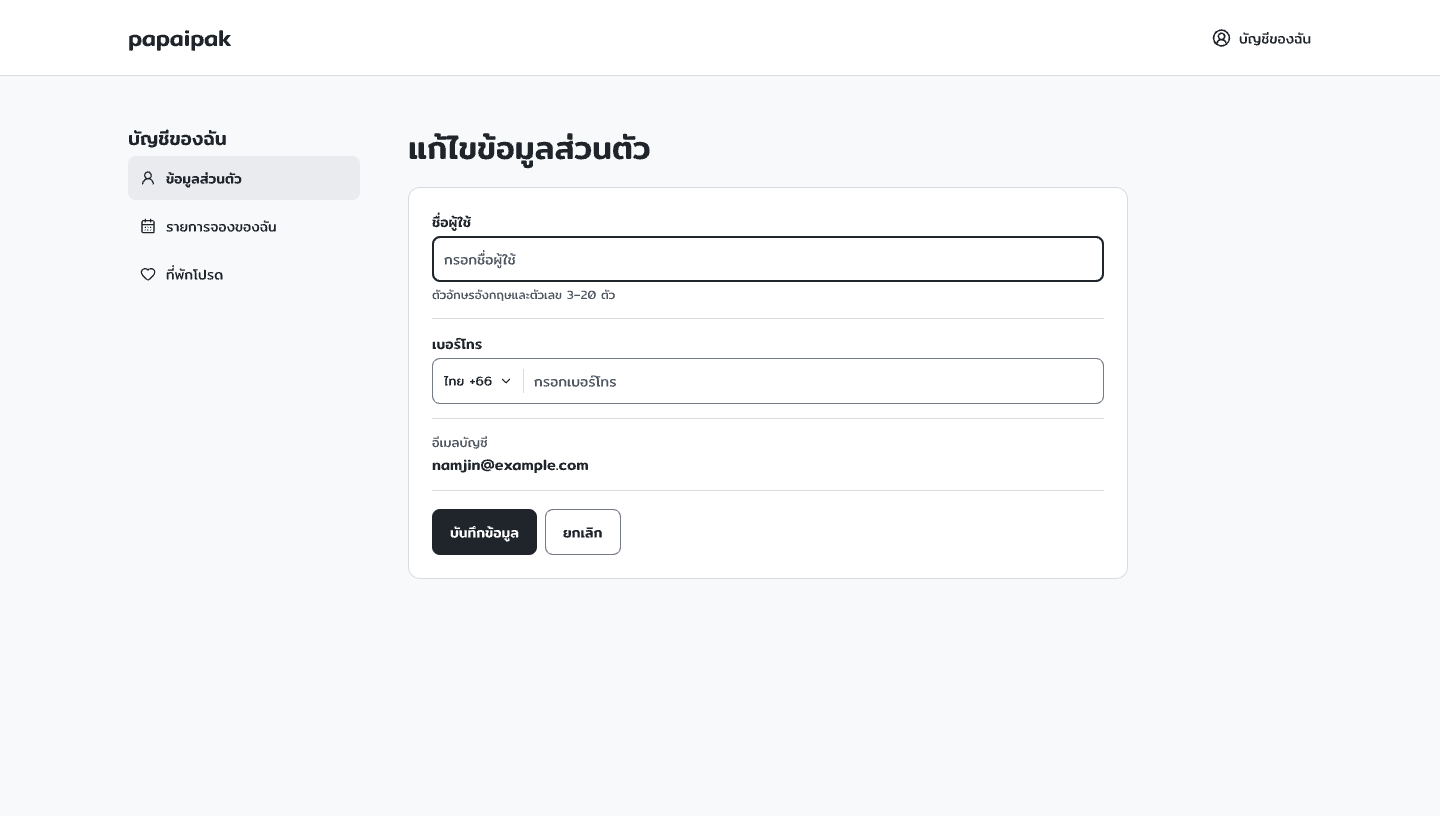 papaipak
บัญชีของฉัน
บัญชีของฉัน
ข้อมูลส่วนตัว
รายการจองของฉัน
ที่พักโปรด
แก้ไขข้อมูลส่วนตัว
ชื่อผู้ใช้
กรอกชื่อผู้ใช้
ตัวอักษรอังกฤษและตัวเลข 3–20 ตัว
เบอร์โทร
ไทย +66 กรอกเบอร์โทร
อีเมลบัญชี
namjin@example.com
บันทึกข้อมูล ยกเลิก